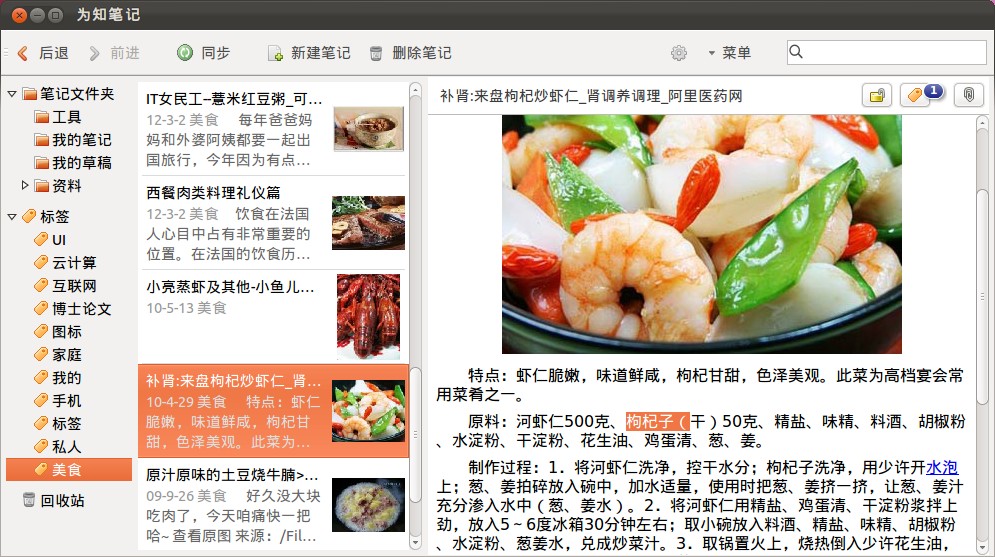 为知笔记
后退
前进
同步
新建笔记
删除笔记
菜单
笔记文件夹
工具
我的笔记
我的草稿
资料
标签
UI
云计算
互联网
博士论文
图标
家庭
我的
手机
标签
私人
美食
回收站
IT女民工–薏米红豆粥_可...
12-3-2 美食 每年爸爸妈
妈和外婆阿姨都要一起出
国旅行，今年因为有点...
西餐肉类料理礼仪篇
12-3-2 美食 饮食在法国
人心目中占有非常重要的
位置。在法国的饮食历...
小亮蒸虾及其他-小鱼儿...
10-5-13 美食
补肾:来盘枸杞炒虾仁_肾...
10-4-29 美食 特点：虾仁
脆嫩，味道鲜咸，枸杞甘
甜，色泽美观。此菜为...
原汁原味的土豆烧牛腩>...
09-9-26 美食 好久没大块
吃肉了，今天咱痛快一把
哈~ 查看原图 来源：/Fil...
补肾:来盘枸杞炒虾仁_肾调养调理_阿里医药网
1
特点：虾仁脆嫩，味道鲜咸，枸杞甘甜，色泽美观。此菜为高档宴会常
用菜肴之一。
原料：河虾仁500克、枸杞子（干）50克、精盐、味精、料酒、胡椒粉
、水淀粉、干淀粉、花生油、鸡蛋清、葱、姜。
制作过程：1．将河虾仁洗净，控干水分；枸杞子洗净，用少许开水泡
上；葱、姜拍碎放入碗中，加水适量，使用时把葱、姜挤一挤，让葱、姜汁
充分渗入水中（葱、姜水）。2．将河虾仁用精盐、鸡蛋清、干淀粉浆拌上
劲，放入5～6度冰箱30分钟左右；取小碗放入料酒、精盐、味精、胡椒粉
、水淀粉、葱姜水，兑成炒菜汁。3．取锅置火上，烧热倒入少许花生油，